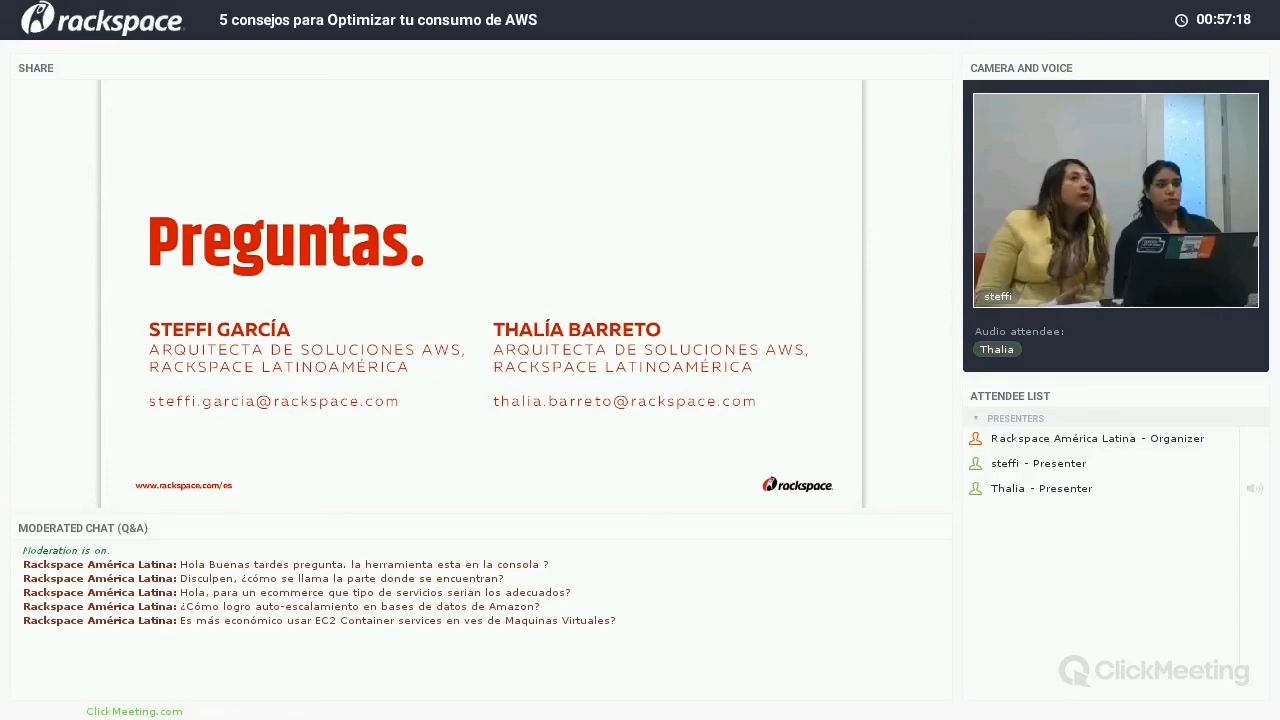 rackspace
5 consejos para Optimizar tu consumo de AWS
00:57:18
SHARE
Preguntas.
STEFFI GARCÍA
ARQUITECTA DE SOLUCIONES AWS,
RACKSPACE LATINOAMÉRICA
steffi.garcia@rackspace.com
THALÍA BARRETO
ARQUITECTA DE SOLUCIONES AWS,
RACKSPACE LATINOAMÉRICA
thalia.barreto@rackspace.com
www.rackspace.com/es
rackspace
MODERATED CHAT (Q&A)
Moderation is on.
Rackspace América Latina: Hola Buenas tardes pregunta. la herramienta esta en la consola ?
Rackspace América Latina: Disculpen, ¿cómo se llama la parte donde se encuentran?
Rackspace América Latina: Hola, para un ecommerce que tipo de servicios serian los adecuados?
Rackspace América Latina: ¿Cómo logro auto-escalamiento en bases de datos de Amazon?
Rackspace América Latina: Es más económico usar EC2 Container services en ves de Maquinas Virtuales?
ClickMeeting.com
CAMERA AND VOICE
steffi
Audio attendee:
Thalia
ATTENDEE LIST
PRESENTERS
Rackspace América Latina - Organizer
steffi - Presenter
Thalia - Presenter
ClickMeeting